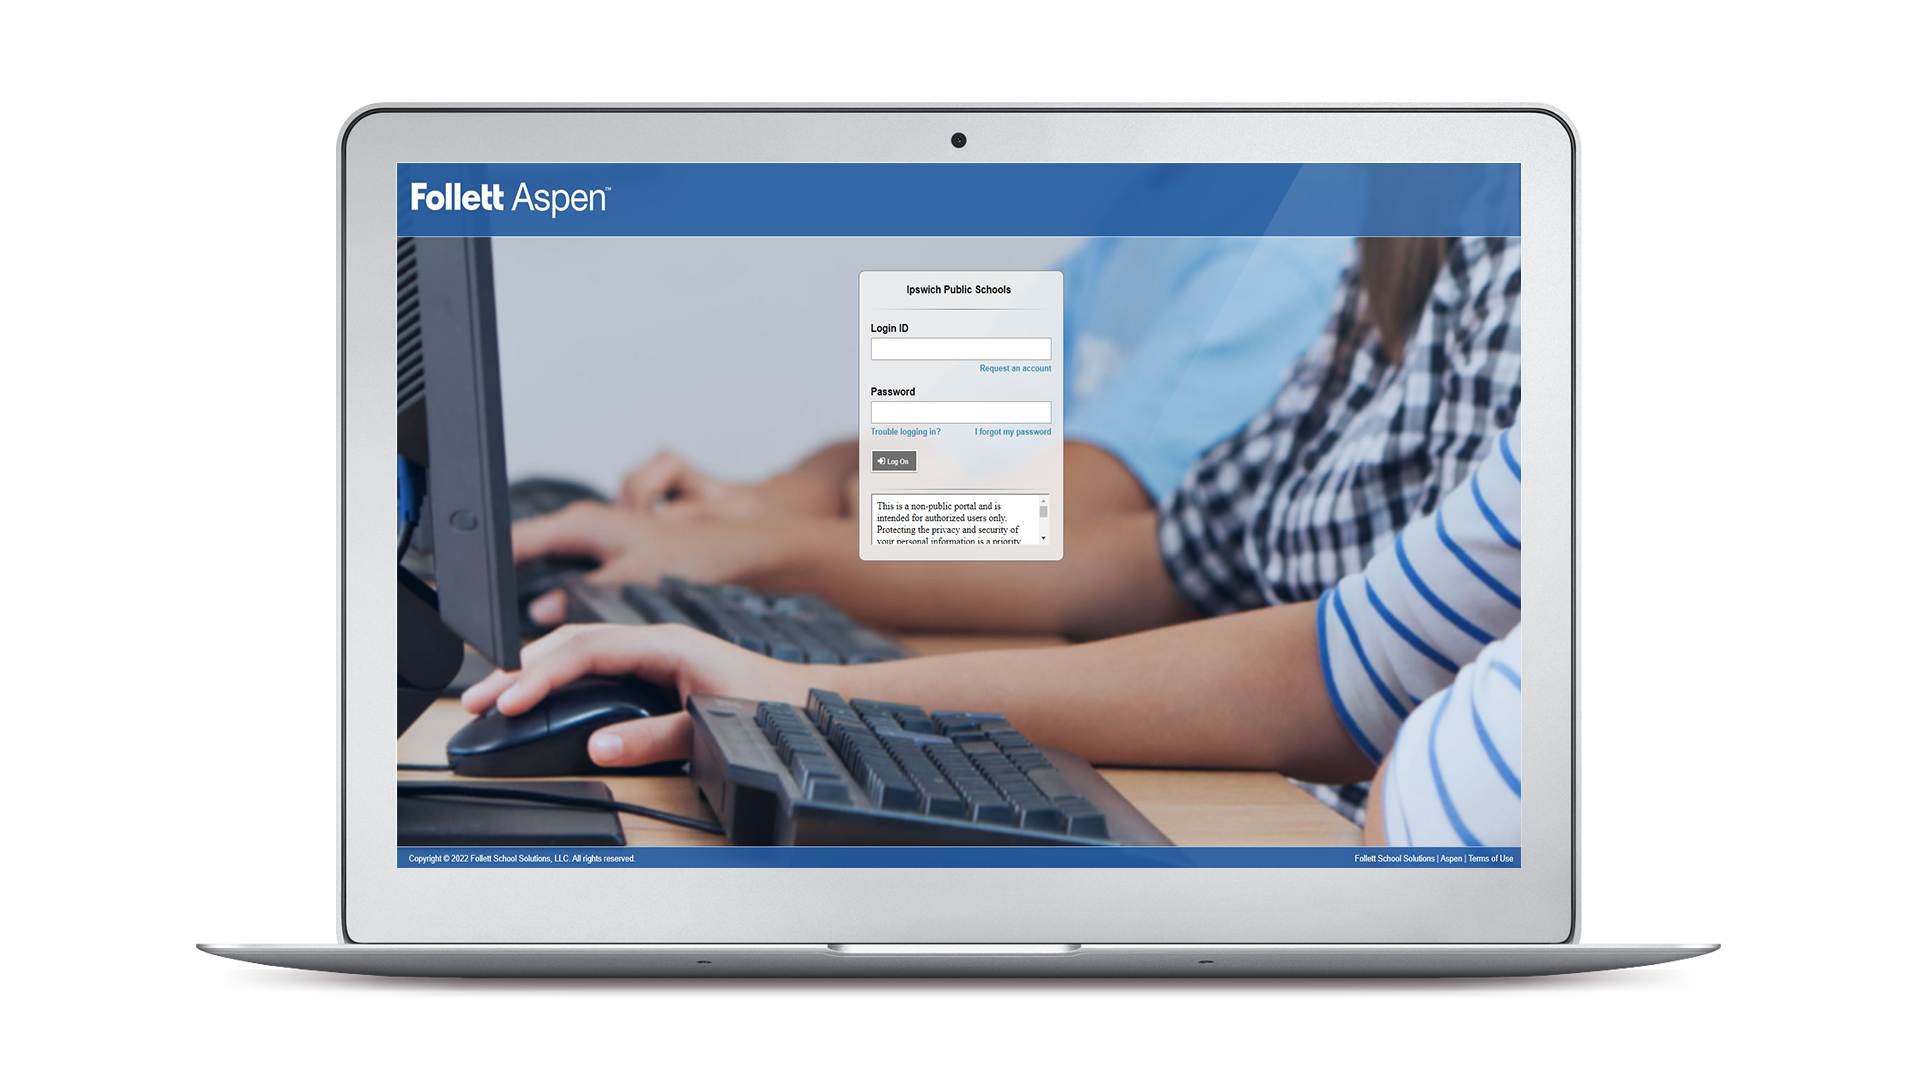 Follett Aspen™
Ipswich Public Schools
Login ID
Request an account
Password
Trouble logging in? I forgot my password
Log On
This is a non-public portal and is
intended for authorized users only.
Protecting the privacy and security of
your personal information is a priority
Copyright © 2022 Follett School Solutions, LLC. All rights reserved.
Follett School Solutions | Aspen | Terms of Use